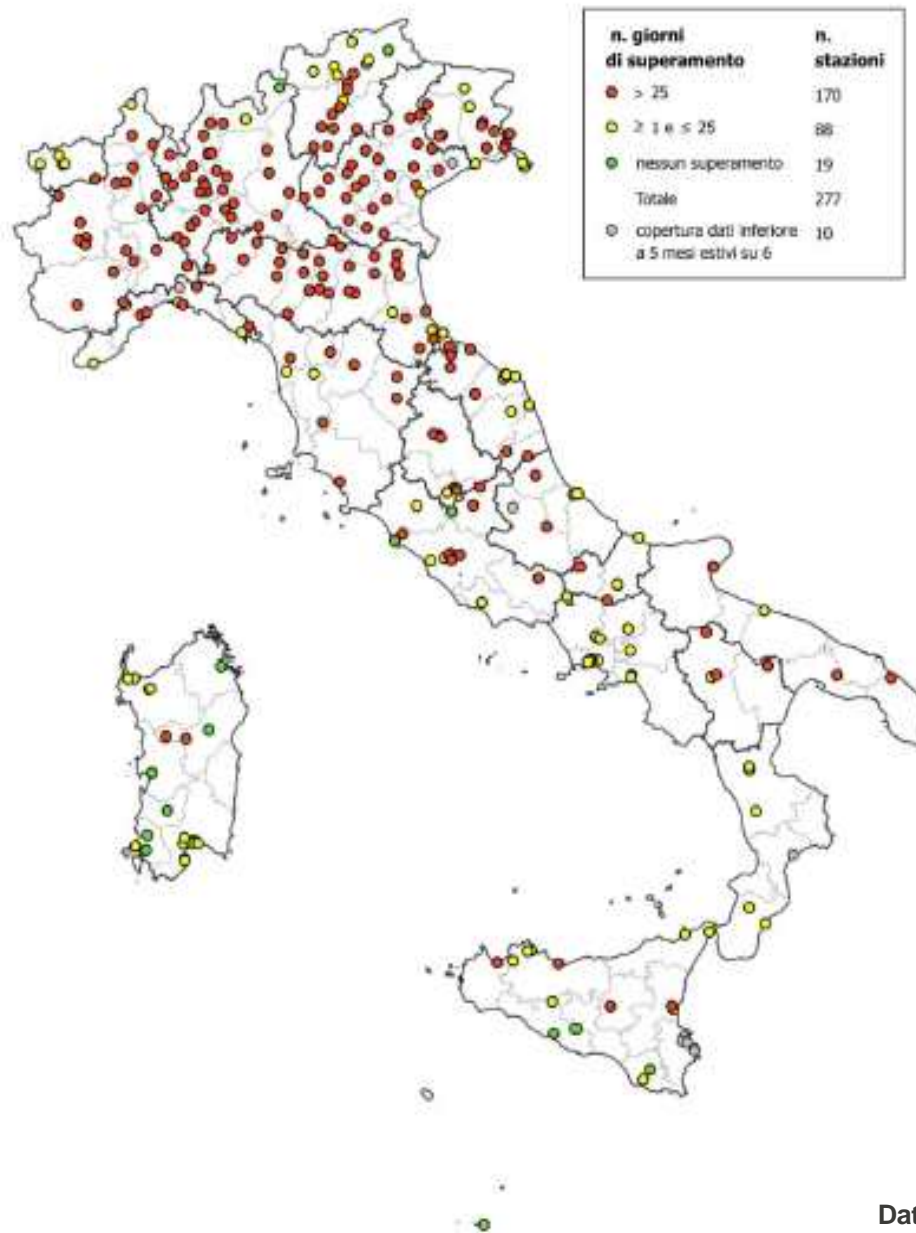 n. giorni n.
di superamento stazioni
> 25 170
≥ 1 e ≤ 25 88
nessun superamento 19
Totale 277
copertura dati inferiore 10
a 5 mesi estivi su 6
Dat